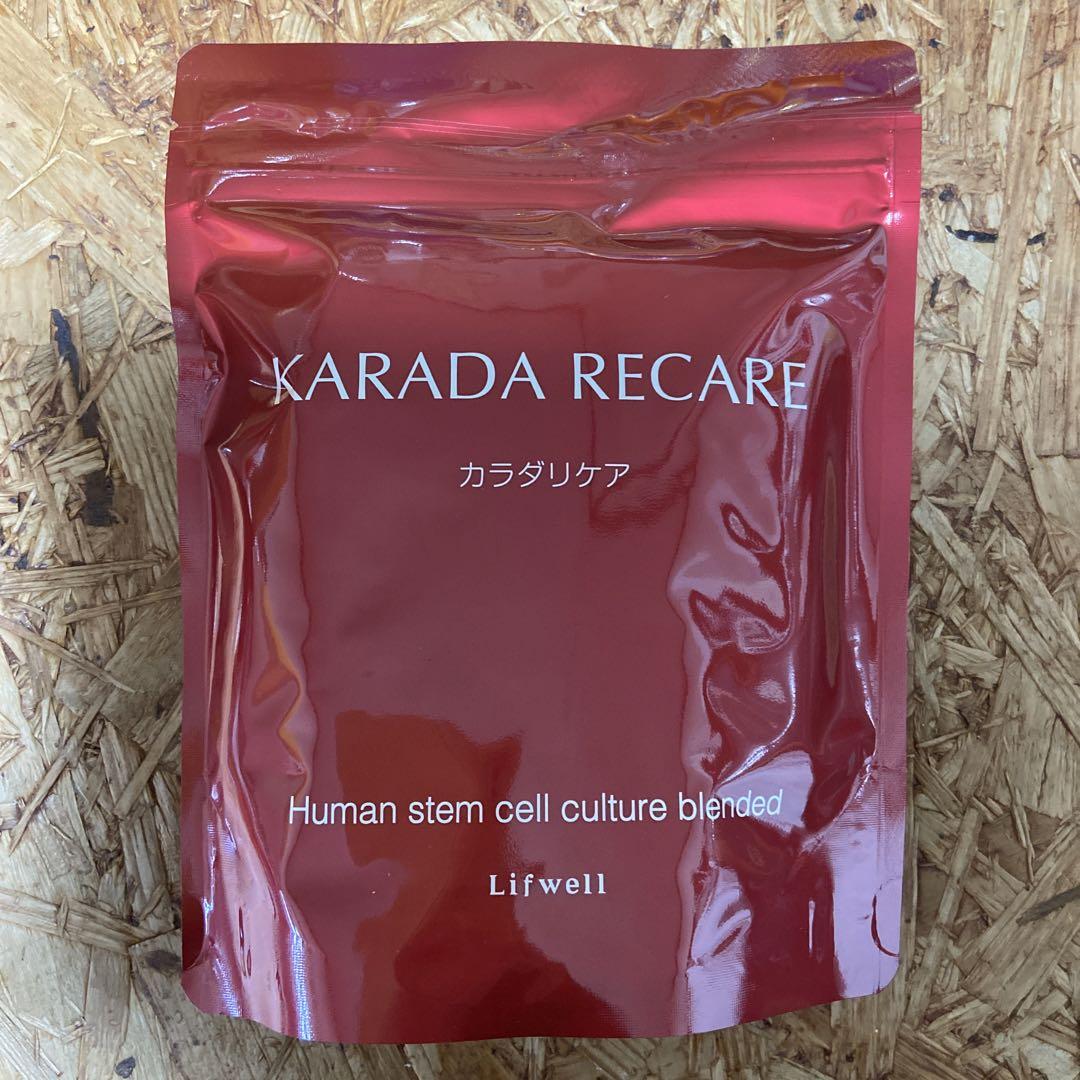 KARADA RECARE
カラダリケア
Human stem cell culture blended
Lifwell